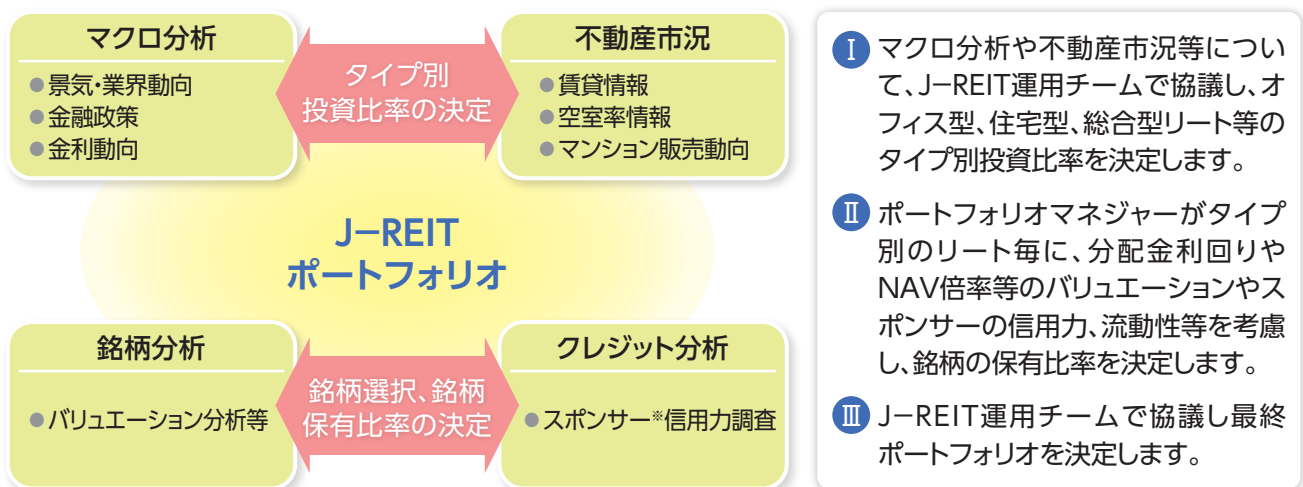 マクロ分析
●景気・業界動向
●金融政策
●金利動向
タイプ別
投資比率の決定
不動産市況
●賃貸情報
●空室率情報
●マンション販売動向
J−REIT
ポートフォリオ
銘柄分析
●バリュエーション分析等
銘柄選択、銘柄
保有比率の決定
クレジット分析
●スポンサー※信用力調査
Ⅰ マクロ分析や不動産市況等につい
て、J−REIT運用チームで協議し、オ
フィス型、住宅型、総合型リート等の
タイプ別投資比率を決定します。
Ⅱ ポートフォリオマネジャーがタイプ
別のリート毎に、分配金利回りや
NAV倍率等のバリュエーションやス
ポンサーの信用力、流動性等を考慮
し、銘柄の保有比率を決定します。
Ⅲ J−REIT運用チームで協議し最終
ポートフォリオを決定します。